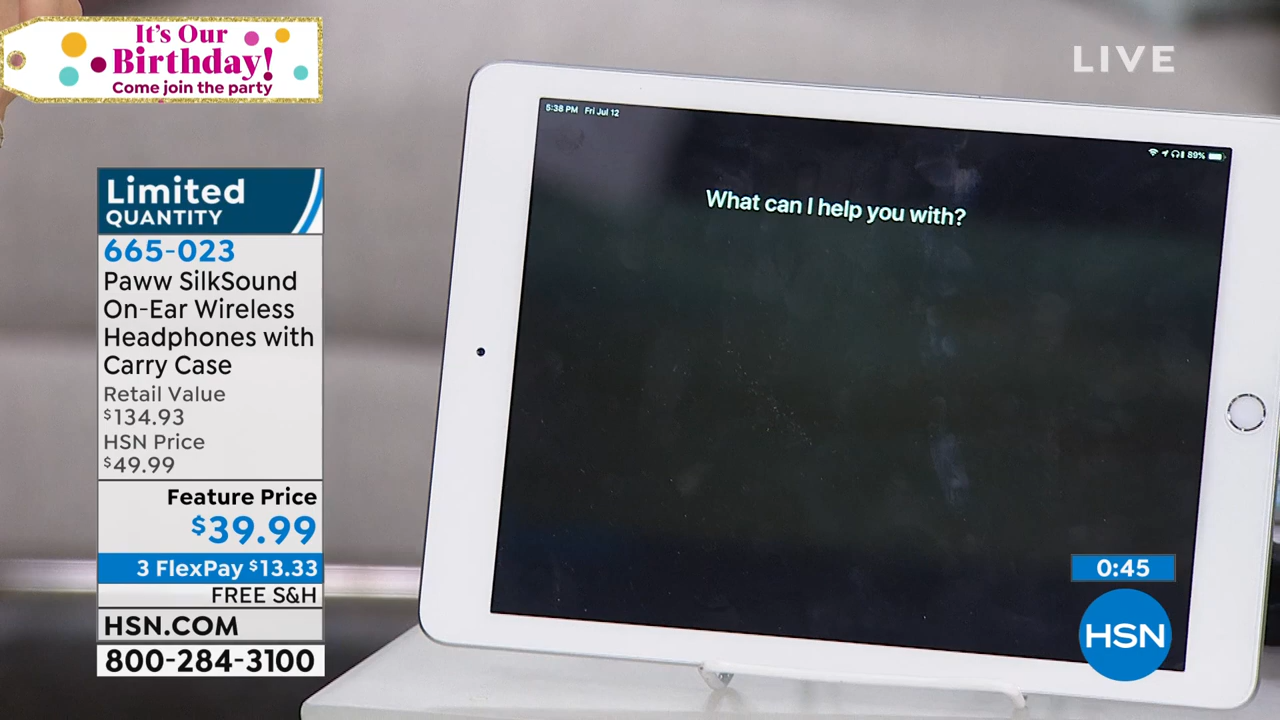 It's Our
Birthday!
Come join the party
LIVE
5:38 PM Fri Jul 12
89%
What can I help you with?
Limited
QUANTITY
665-023
Paww SilkSound
On-Ear Wireless
Headphones with
Carry Case
Retail Value
$134.93
HSN Price
$49.99
Feature Price
$39.99
3 FlexPay $13.33
FREE S&H
HSN.COM
800-284-3100
0:45
HSN